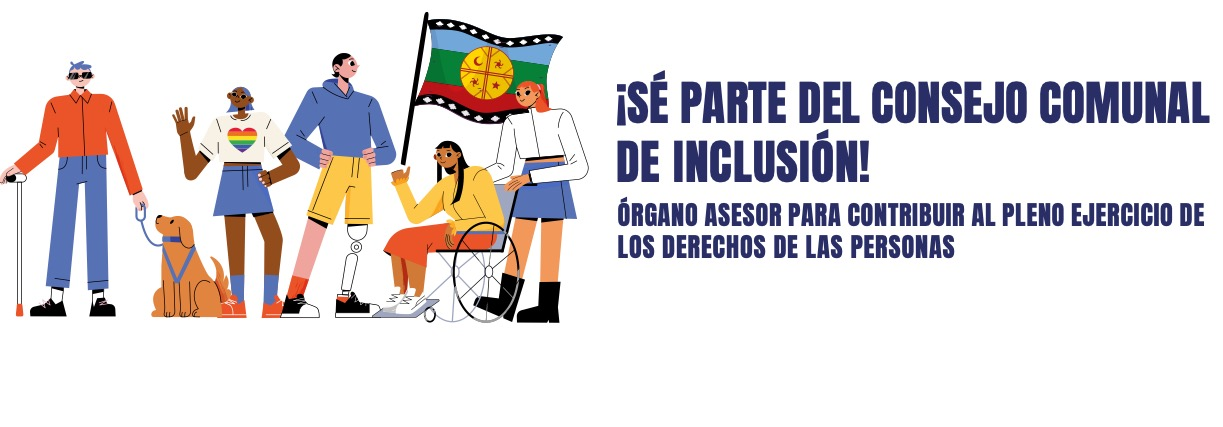 ¡SÉ PARTE DEL CONSEJO COMUNAL
DE INCLUSIÓN!
ÓRGANO ASESOR PARA CONTRIBUIR AL PLENO EJERCICIO DE
LOS DERECHOS DE LAS PERSONAS